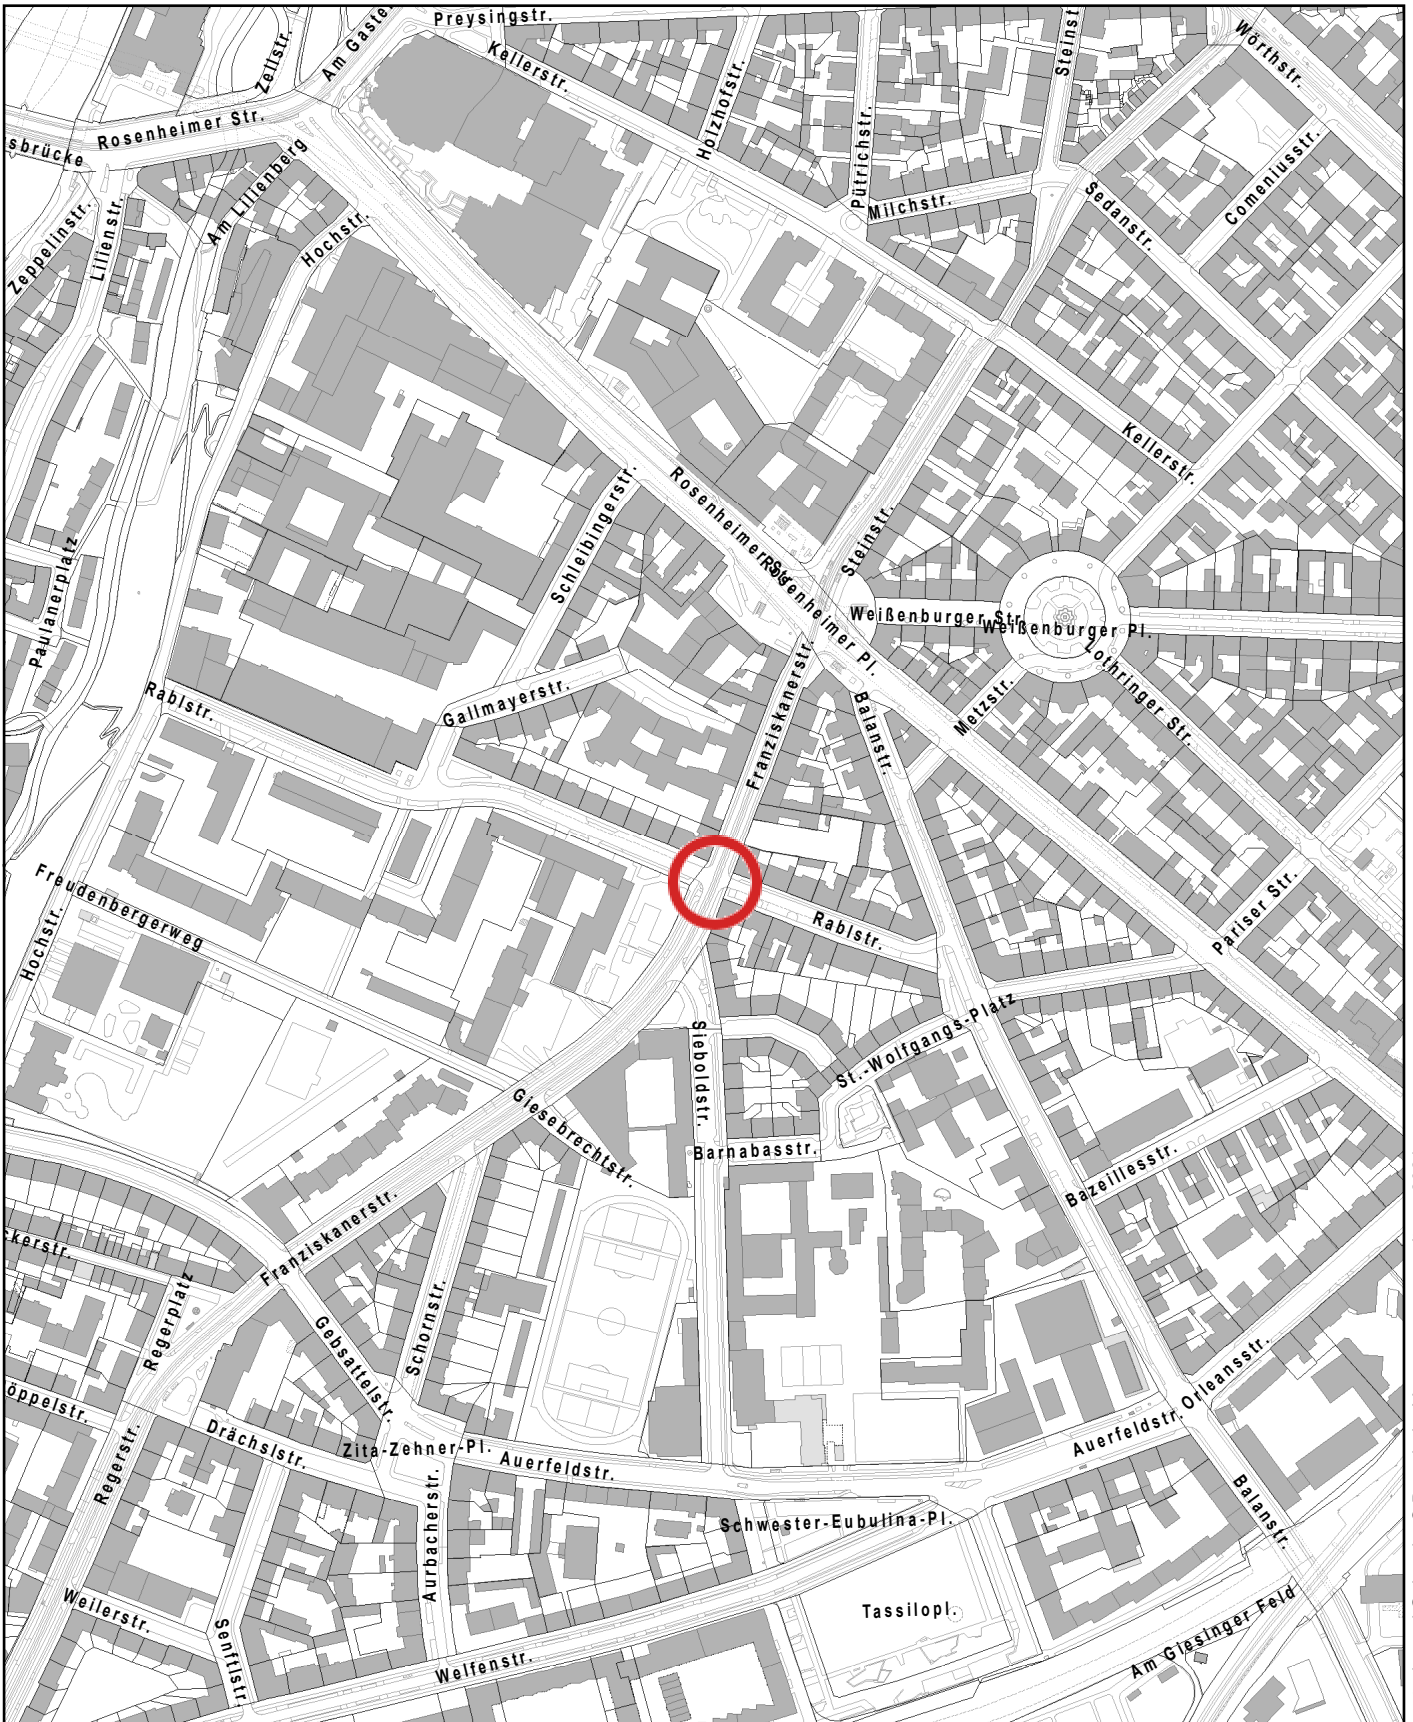 Preysingstr.
Am Gastei
Zellstr.
Kellerstr.
Steinst
Wörthstr.
Holzhofstr.
Pütrichstr.
Rosenheimer Str.
sbrücke
Comeniusstr.
Am Lilienberg
Milchstr.
Sedanstr.
Zeppelinstr.
Lilienstr.
Hochstr.
Kellerstr.
Rosenheimer Str.
Schleibingerstr.
Steinstr.
Paulanerplatz
Rosenheimer Pl.
Weißenburger Str.
Weißenburger Pl.
Lothringer Str.
Rablstr.
Gallmayerstr.
Franziskanerstr.
Balanstr.
Metzstr.
Freudenbergerweg
Hochstr.
Rablstr.
Pariser Str.
Sieboldstr.
St.-Wolfgangs-Platz
Giesebrechtstr.
Barnabasstr.
Bazeillesstr.
Franziskanerstr.
ckerstr.
Regerplatz
Gebsattelstr.
Schornstr.
öppelstr.
Regerstr.
Drächslstr.
Zita-Zehner-Pl.
Auerfeldstr.
Auerfeldstr.
Orleansstr.
Aurbacherstr.
Schwester-Eubulina-Pl.
Balanstr.
Weilerstr.
Senftlstr.
Tassilopl.
Welfenstr.
Am Giesinger Feld